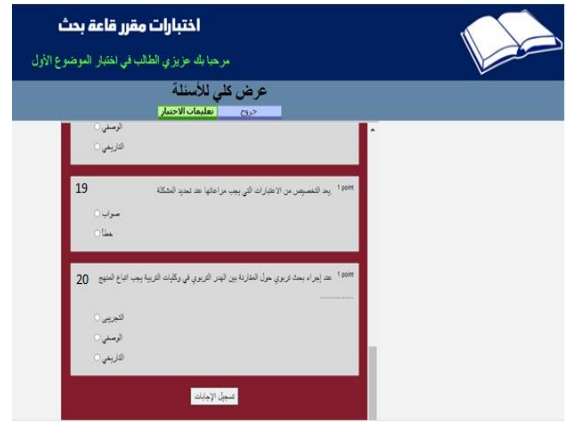 اختبارات مقرر قاعة بحث
مرحبا بك عزيزي الطالب في اختبار الموضوع الأول
عرض كلي للأسئلة
خروج
تعليمات الاختبار
الوصفي
التاريخي
19
1 point يعد التخصيص من الاعتبارات التي يجب مراعاتها عند تحديد المشكلة
صواب
خطأ
20
1 point عند إجراء بحث تربوي حول المقارنة بين الهدر التربوي في وكليات التربية يجب اتباع المنهج
................
التجريبي
الوصفي
التاريخي
تسجيل الإجابات